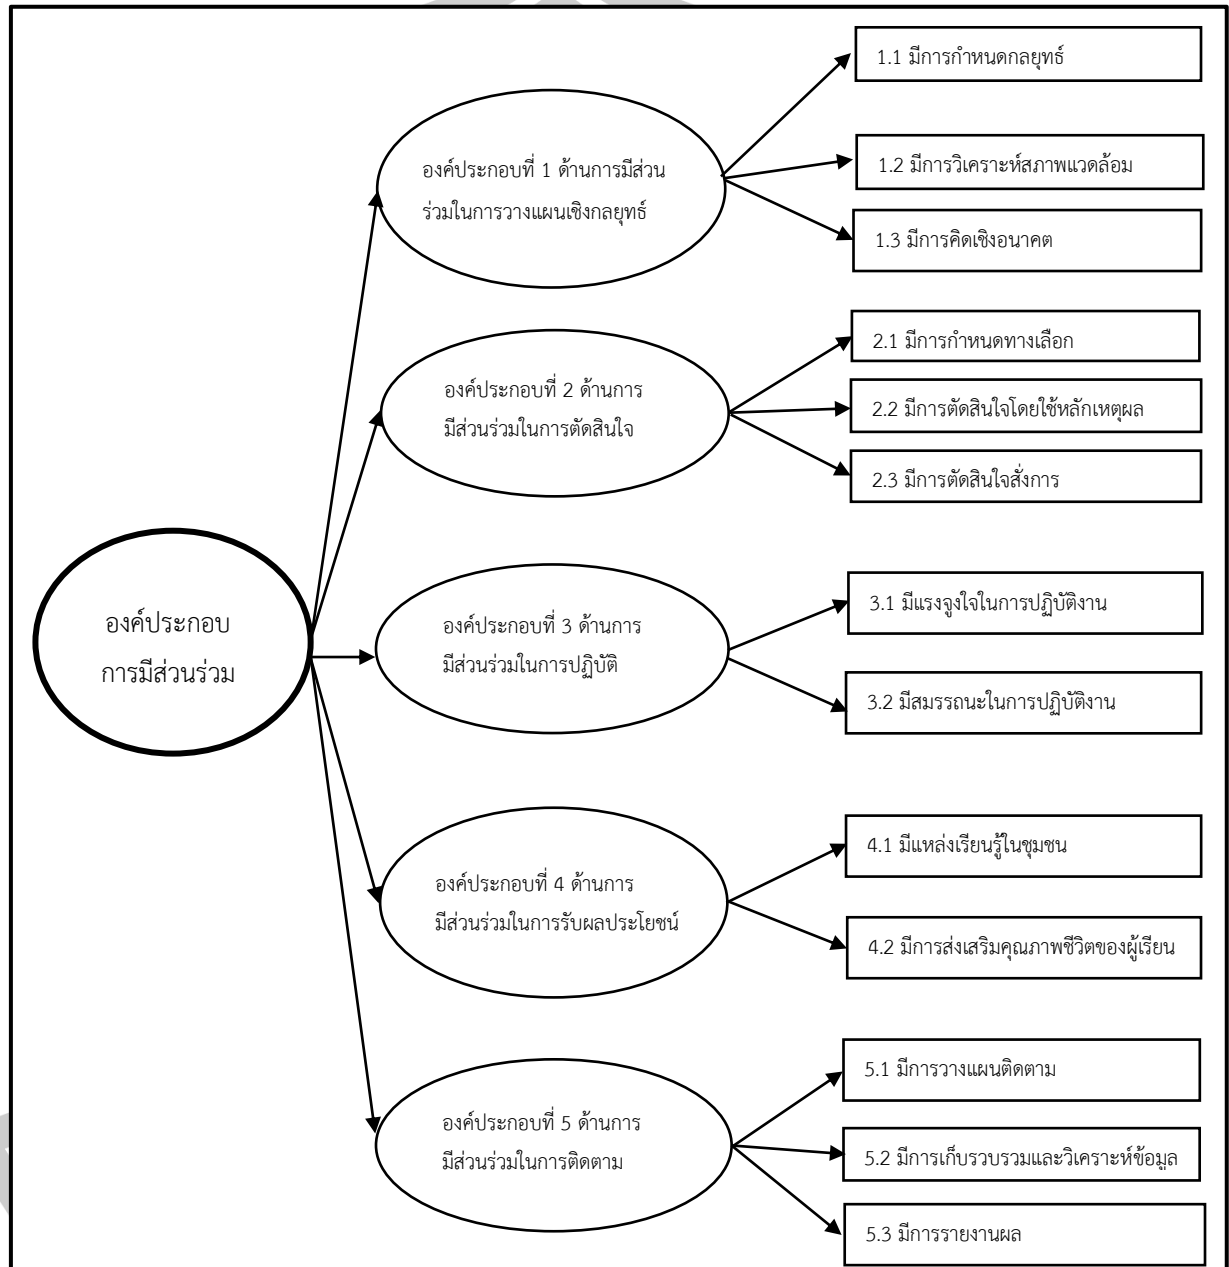 องค์ประกอบ
การมีส่วนร่วม
องค์ประกอบที่ 1 ด้านการมีส่วน
ร่วมในการวางแผนเชิงกลยุทธ์
1.1 มีการกำหนดกลยุทธ์
1.2 มีการวิเคราะห์สภาพแวดล้อม
1.3 มีการคิดเชิงอนาคต
องค์ประกอบที่ 2 ด้านการ
มีส่วนร่วมในการตัดสินใจ
2.1 มีการกำหนดทางเลือก
2.2 มีการตัดสินใจโดยใช้หลักเหตุผล
2.3 มีการตัดสินใจสั่งการ
องค์ประกอบที่ 3 ด้านการ
มีส่วนร่วมในการปฏิบัติ
3.1 มีแรงจูงใจในการปฏิบัติงาน
3.2 มีสมรรถนะในการปฏิบัติงาน
องค์ประกอบที่ 4 ด้านการ
มีส่วนร่วมในการรับผลประโยชน์
4.1 มีแหล่งเรียนรู้ในชุมชน
4.2 มีการส่งเสริมคุณภาพชีวิตของผู้เรียน
องค์ประกอบที่ 5 ด้านการ
มีส่วนร่วมในการติดตาม
5.1 มีการวางแผนติดตาม
5.2 มีการเก็บรวบรวมและวิเคราะห์ข้อมูล
5.3 มีการรายงานผล